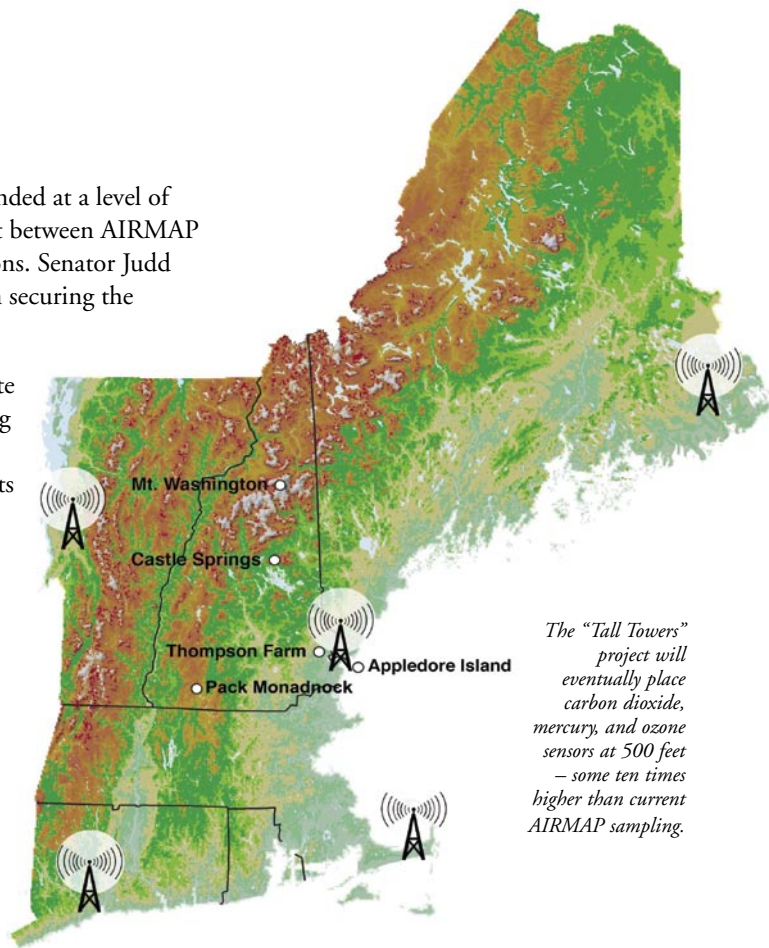 nded at a level of
t between AIRMAP
ons. Senator Judd
n securing the
te
g
ts
Mt. Washington
Castle Springs
Thompson Farm
Appledore Island
Pack Monadnock
The “Tall Towers”
project will
eventually place
carbon dioxide,
mercury, and ozone
sensors at 500 feet
– some ten times
higher than current
AIRMAP sampling.